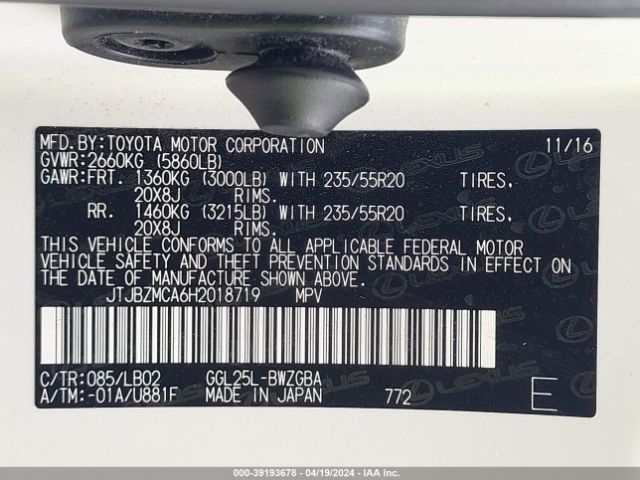 MFD.BY:TOYOTA MOTOR CORPORATION 11/16
GVWR:2660KG (5860LB)
GAWR:FRT. 1360KG (3000LB) WITH 235/55R20 TIRES,
20X8J RIMS.
RR. 1460KG (3215LB) WITH 235/55R20 TIRES,
20X8J RIMS.
THIS VEHICLE CONFORMS TO ALL APPLICABLE FEDERAL MOTOR
VEHICLE SAFETY AND THEFT PREVENTION STANDARDS IN EFFECT ON
THE DATE OF MANUFACTURE SHOWN ABOVE.
JTJBZMCA6H2018719 MPV
C/TR:085/LB02 GGL25L-BWZGBA
A/TM:-01A/U881F MADE IN JAPAN 772 E
LEXUS
000-39193678 - 04/19/2024 - IAA Inc.